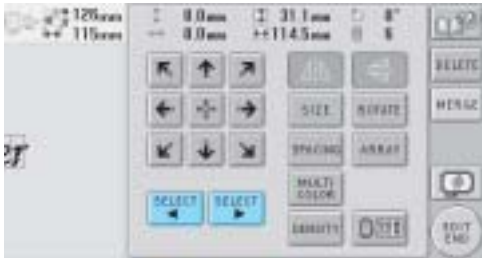 126mm 0.0mm 31.1mm 0°
115mm 0.0mm 114.5mm 6
DELETE
SIZE ROTATE MERGE
er
SPACING ARRAY
MULTI
COLOR
SELECT SELECT
DENSITY
EDIT
END